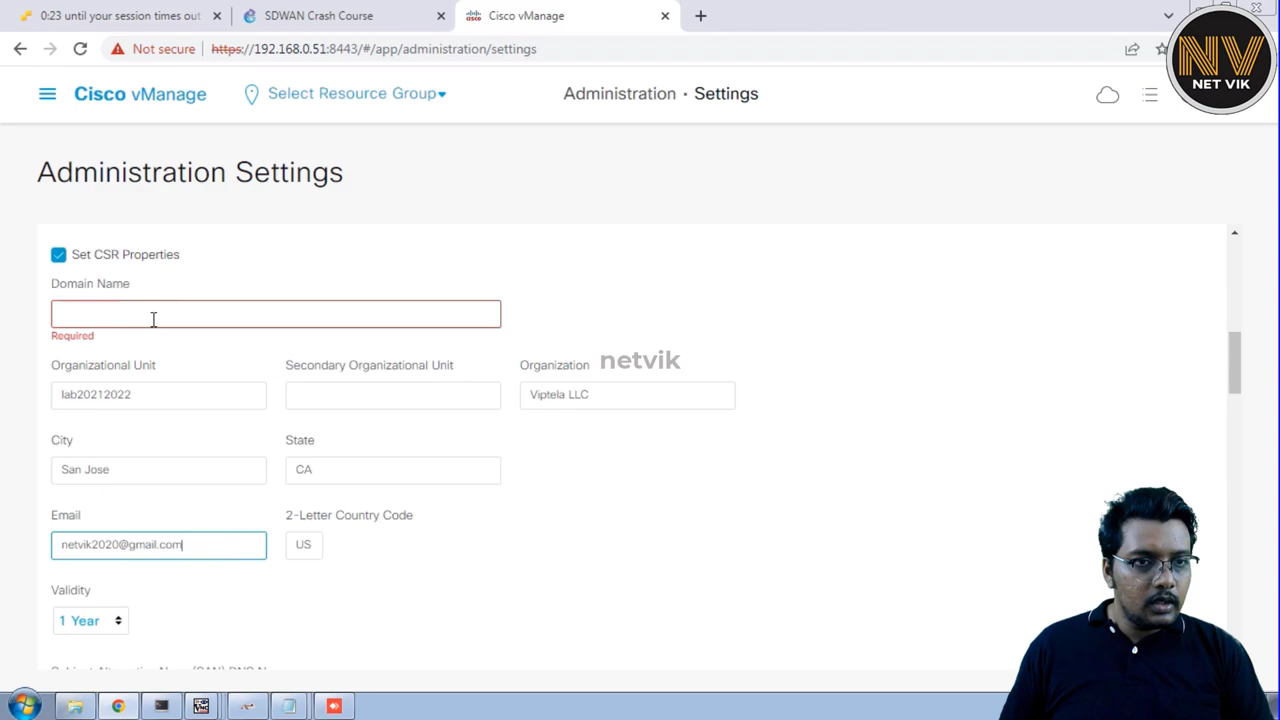 0:23 until your session times out
SDWAN Crash Course
Cisco vManage
Not secure
https://192.168.0.51:8443/#/app/administration/settings
NV
NET VIK
Cisco vManage
Select Resource Group
Administration · Settings
Administration Settings
Set CSR Properties
Domain Name
Required
netvik
Organizational Unit
Secondary Organizational Unit
Organization
lab20212022
Viptela LLC
City
State
San Jose
CA
Email
2-Letter Country Code
netvik2020@gmail.com
US
Validity
1 Year